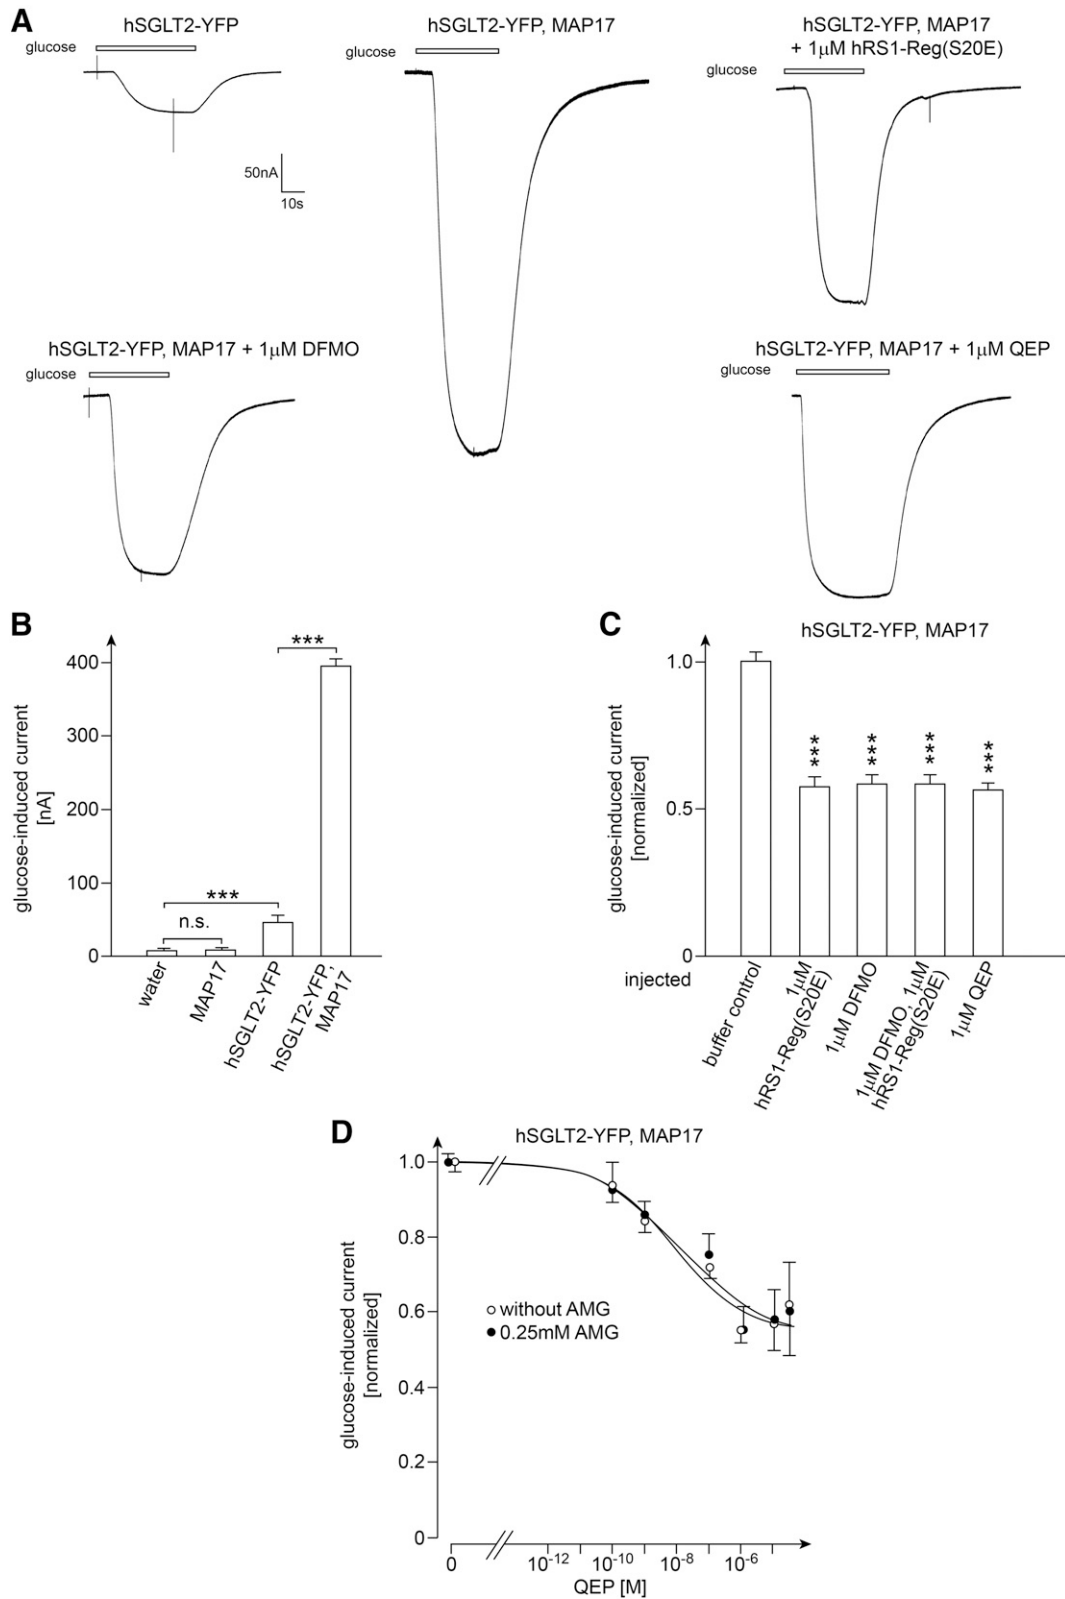 A
hSGLT2-YFP
glucose
50nA
10s
hSGLT2-YFP, MAP17
glucose
hSGLT2-YFP, MAP17
+ 1μM hRS1-Reg(S20E)
glucose
hSGLT2-YFP, MAP17 + 1μM DFMO
glucose
hSGLT2-YFP, MAP17 + 1μM QEP
glucose
B
glucose-induced current
[nA]
400
300
200
100
0
***
***
n.s.
water
MAP17
hSGLT2-YFP
hSGLT2-YFP,
MAP17
C
hSGLT2-YFP, MAP17
glucose-induced current
[normalized]
1.0
0.5
0
***
***
***
***
injected
buffer control
1μM
hRS1-Reg(S20E)
1μM DFMO
1μM DFMO, 1μM
hRS1-Reg(S20E)
1μM QEP
D
hSGLT2-YFP, MAP17
glucose-induced current
[normalized]
1.0
0.8
0.6
0.4
0.2
0
without AMG
0.25mM AMG
0 10⁻¹² 10⁻¹⁰ 10⁻⁸ 10⁻⁶
QEP [M]